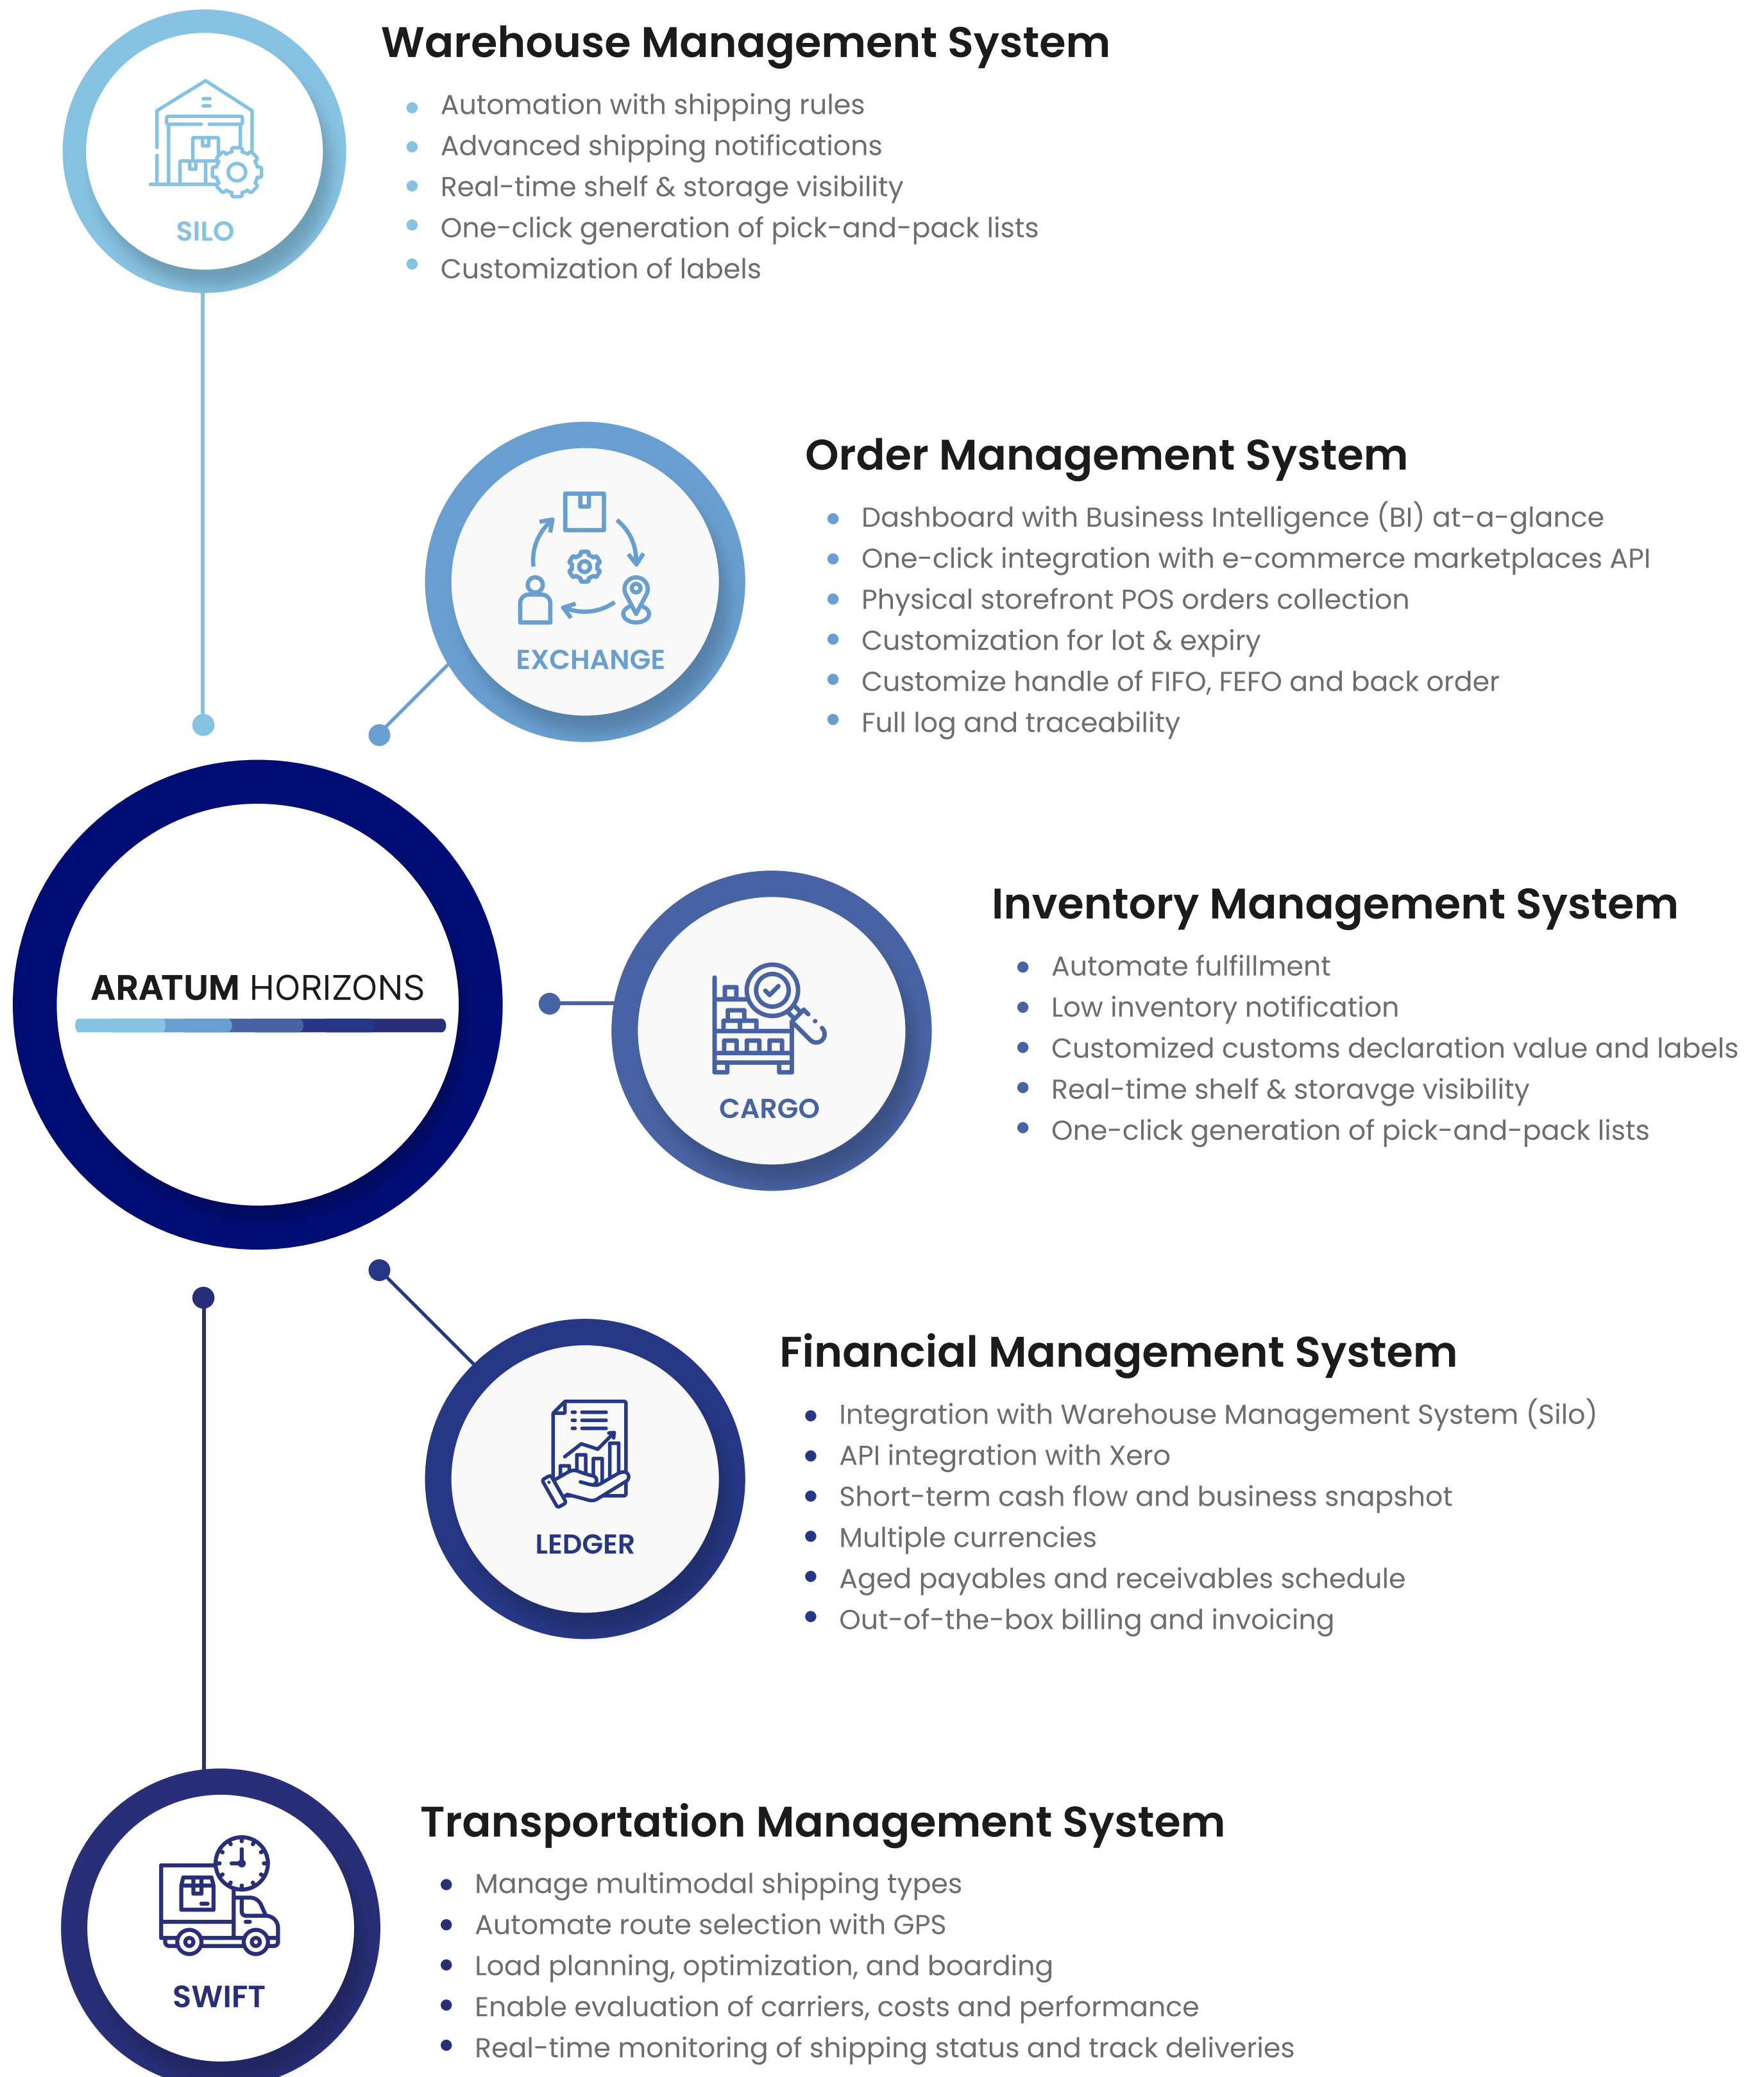 Warehouse Management System
Automation with shipping rules
Advanced shipping notifications
Real-time shelf & storage visibility
One-click generation of pick-and-pack lists
Customization of labels
SILO
Order Management System
Dashboard with Business Intelligence (BI) at-a-glance
One-click integration with e-commerce marketplaces API
Physical storefront POS orders collection
Customization for lot & expiry
Customize handle of FIFO, FEFO and back order
Full log and traceability
EXCHANGE
ARATUM HORIZONS
Inventory Management System
Automate fulfillment
Low inventory notification
Customized customs declaration value and labels
Real-time shelf & storavge visibility
One-click generation of pick-and-pack lists
CARGO
Financial Management System
Integration with Warehouse Management System (Silo)
API integration with Xero
Short-term cash flow and business snapshot
Multiple currencies
Aged payables and receivables schedule
Out-of-the-box billing and invoicing
LEDGER
Transportation Management System
Manage multimodal shipping types
Automate route selection with GPS
Load planning, optimization, and boarding
Enable evaluation of carriers, costs and performance
Real-time monitoring of shipping status and track deliveries
SWIFT